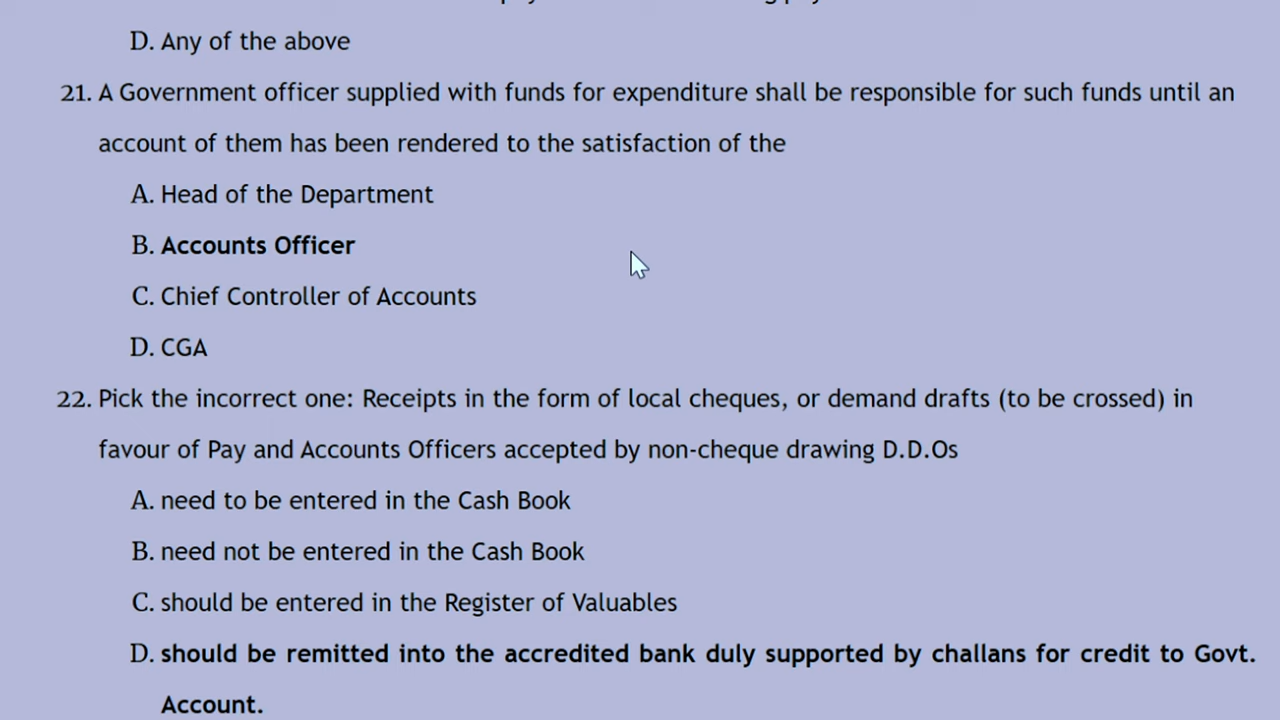 D. Any of the above
21. A Government officer supplied with funds for expenditure shall be responsible for such funds until an
account of them has been rendered to the satisfaction of the
A. Head of the Department
B. Accounts Officer
C. Chief Controller of Accounts
D. CGA
22. Pick the incorrect one: Receipts in the form of local cheques, or demand drafts (to be crossed) in
favour of Pay and Accounts Officers accepted by non-cheque drawing D.D.Os
A. need to be entered in the Cash Book
B. need not be entered in the Cash Book
C. should be entered in the Register of Valuables
D. should be remitted into the accredited bank duly supported by challans for credit to Govt.
Account.